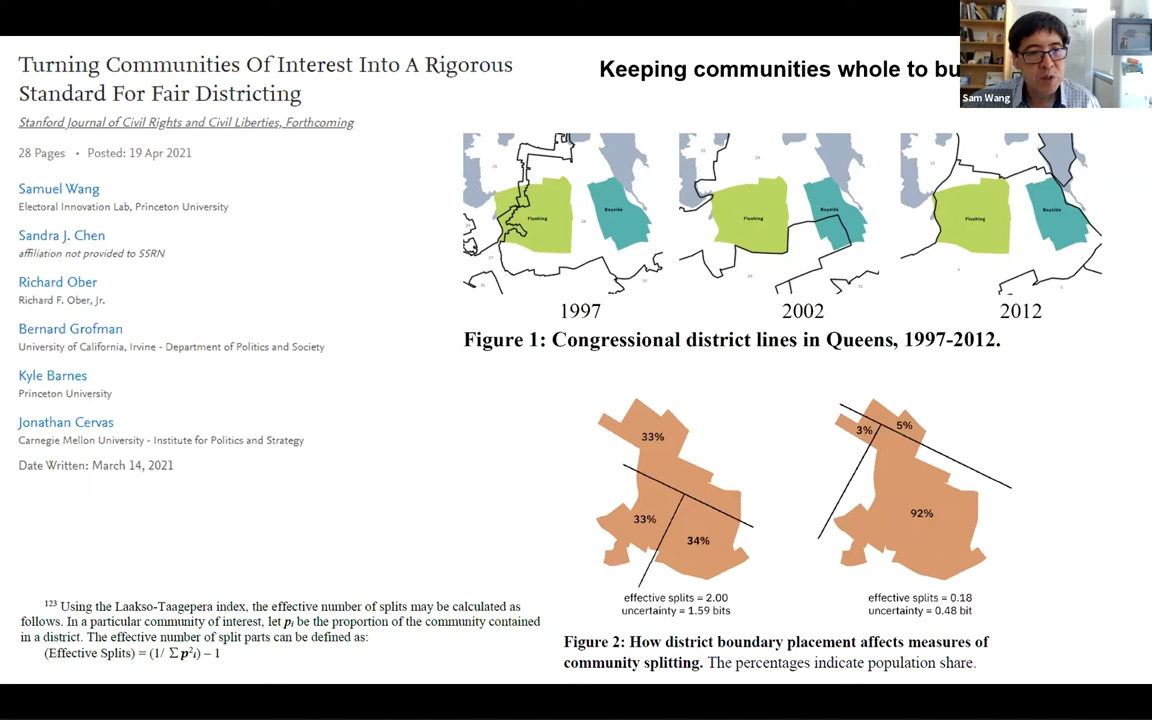 Turning Communities Of Interest Into A Rigorous
Standard For Fair Districting
Stanford Journal of Civil Rights and Civil Liberties, Forthcoming
28 Pages • Posted: 19 Apr 2021
Samuel Wang
Electoral Innovation Lab, Princeton University
Sandra J. Chen
affiliation not provided to SSRN
Richard Ober
Richard F. Ober, Jr.
Bernard Grofman
University of California, Irvine - Department of Politics and Society
Kyle Barnes
Princeton University
Jonathan Cervas
Carnegie Mellon University - Institute for Politics and Strategy
Date Written: March 14, 2021
123 Using the Laakso-Taagepera index, the effective number of splits may be calculated as
follows. In a particular community of interest, let pi be the proportion of the community contained
in a district. The effective number of split parts can be defined as:
(Effective Splits) = (1/ ∑p²i) – 1
Keeping communities whole to bu
Sam Wang
Flushing
Bayside
Flushing
Bayside
Flushing
Bayside
1997
2002
2012
Figure 1: Congressional district lines in Queens, 1997-2012.
33%
33%
34%
3%
5%
92%
effective splits = 2.00
uncertainty = 1.59 bits
effective splits = 0.18
uncertainty = 0.48 bit
Figure 2: How district boundary placement affects measures of
community splitting. The percentages indicate population share.